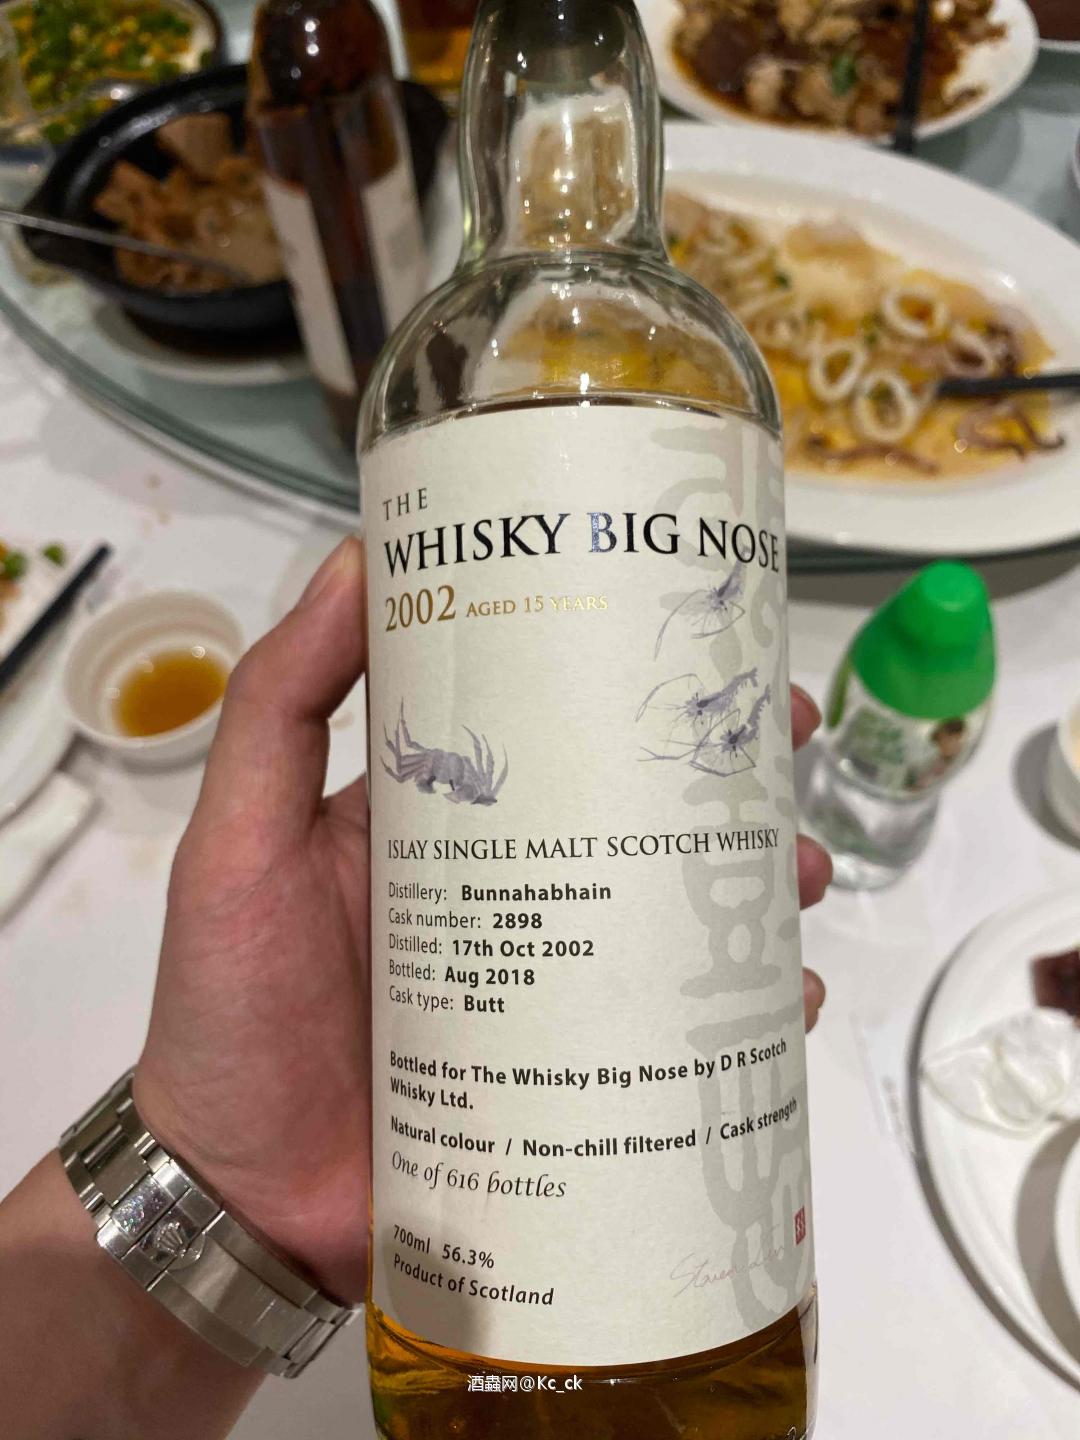 THE
WHISKY BIG NOSE
2002 AGED 15 YEARS
ISLAY SINGLE MALT SCOTCH WHISKY
Distillery: Bunnahabhain
Cask number: 2898
Distilled: 17th Oct 2002
Bottled: Aug 2018
Cask type: Butt
Bottled for The Whisky Big Nose by D R Scotch
Whisky Ltd.
Natural colour / Non-chill filtered / Cask strength
One of 616 bottles
700ml 56.3%
Product of Scotland
酒蟲网@Kc_ck